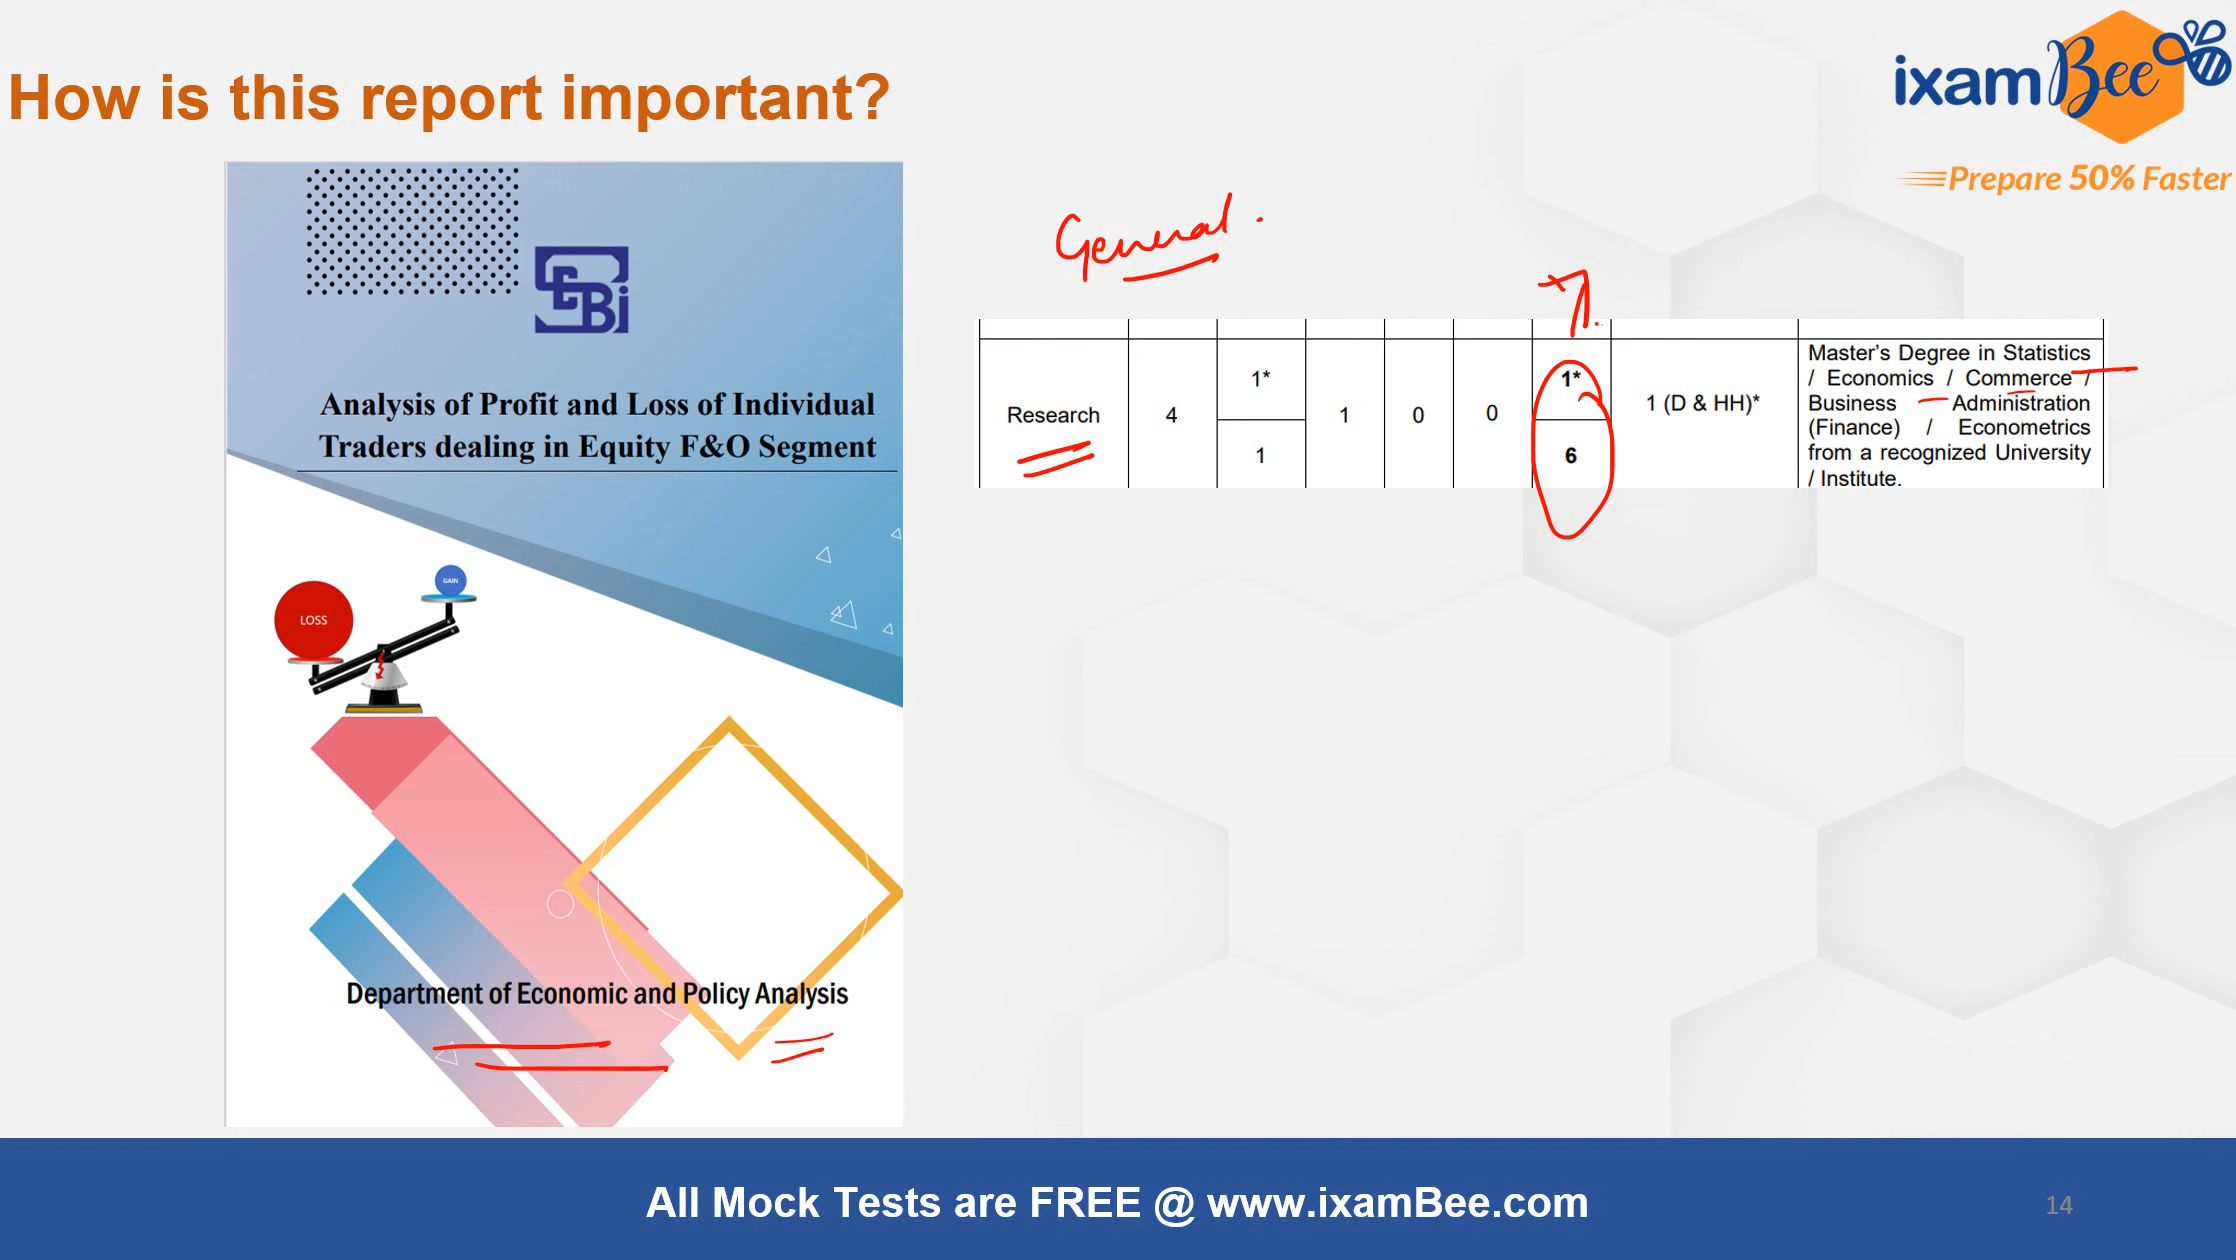 How is this report important?
ixamBee
Prepare 50% Faster
SEBI
Analysis of Profit and Loss of Individual
Traders dealing in Equity F&O Segment
LOSS
GAIN
Department of Economic and Policy Analysis
General.
Research
4
1*
1
1
0
0
1*
6
1 (D & HH)*
Master's Degree in Statistics
/ Economics / Commerce /
Business Administration
(Finance) / Econometrics
from a recognized University
/ Institute.
All Mock Tests are FREE @ www.ixamBee.com
14